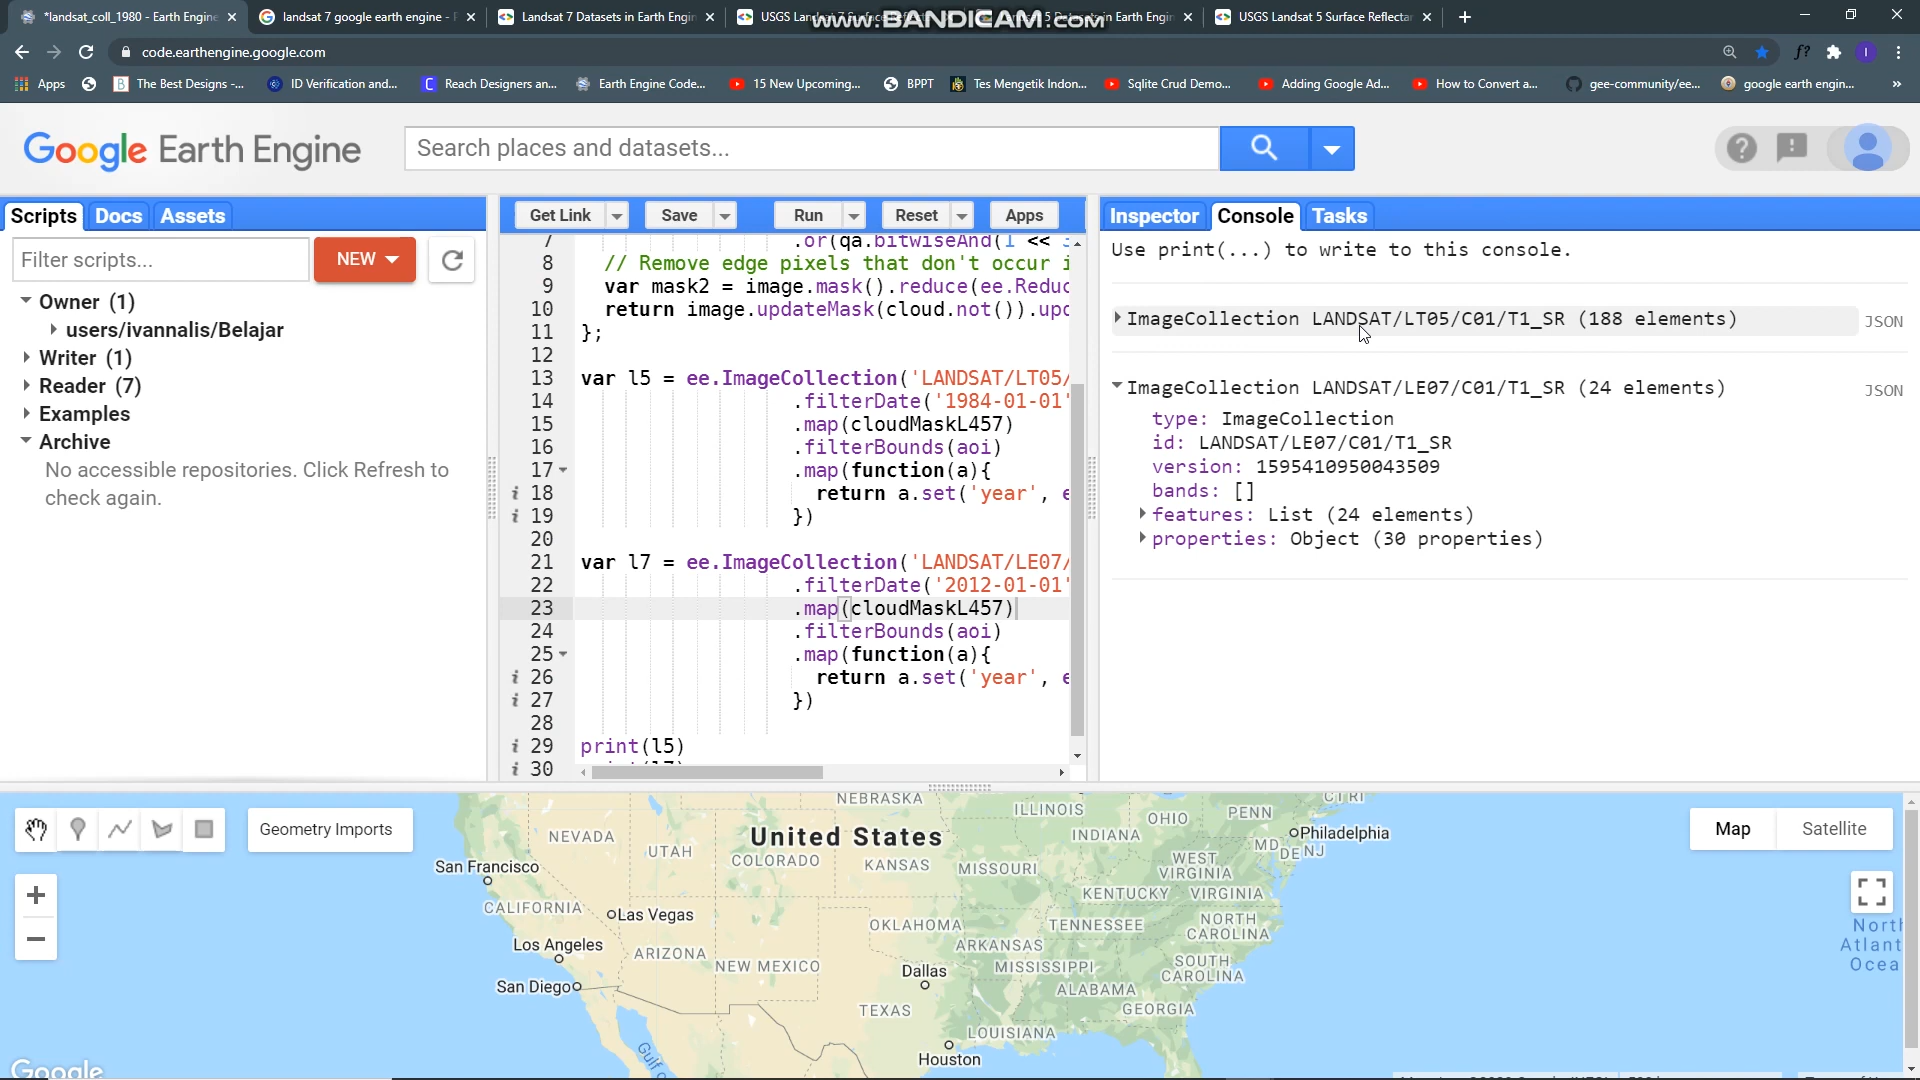 *landsat_coll_1980 - Earth Engine
landsat 7 google earth engine -
Landsat 7 Datasets in Earth Engin
USGS Landsat 5 Surface Reflecta
www.BANDICAM.com
code.earthengine.google.com
Apps
The Best Designs -...
ID Verification and...
Reach Designers an...
Earth Engine Code...
15 New Upcoming...
BPPT
Tes Mengetik Indon...
Sqlite Crud Demo...
Adding Google Ad...
How to Convert a...
gee-community/ee...
google earth engin...
Google Earth Engine
Search places and datasets...
Scripts Docs Assets
Filter scripts...
NEW
Owner (1)
users/ivannalis/Belajar
Writer (1)
Reader (7)
Examples
Archive
No accessible repositories. Click Refresh to
check again.
Get Link
Save
Run
Reset
Apps
7 .or(qa.bitwiseAnd(1 <<
8 // Remove edge pixels that don't occur i
9 var mask2 = image.mask().reduce(ee.Reduc
10 return image.updateMask(cloud.not()).upd
11 };
12
13 var l5 = ee.ImageCollection('LANDSAT/LT05/
14 .filterDate('1984-01-01'
15 .map(cloudMaskL457)
16 .filterBounds(aoi)
17 .map(function(a){
18 return a.set('year', e
19 })
20
21 var l7 = ee.ImageCollection('LANDSAT/LE07/
22 .filterDate('2012-01-01'
23 .map(cloudMaskL457)
24 .filterBounds(aoi)
25 .map(function(a){
26 return a.set('year', e
27 })
28
29 print(l5)
30
Inspector Console Tasks
Use print(...) to write to this console.
ImageCollection LANDSAT/LT05/C01/T1_SR (188 elements)
JSON
ImageCollection LANDSAT/LE07/C01/T1_SR (24 elements)
JSON
type: ImageCollection
id: LANDSAT/LE07/C01/T1_SR
version: 1595410950043509
bands: []
features: List (24 elements)
properties: Object (30 properties)
Geometry Imports
Map
Satellite
NEBRASKA
ILLINOIS
OHIO
PENN
NEVADA
United States
INDIANA
Philadelphia
UTAH
COLORADO
MD
DE
NJ
San Francisco
KANSAS
MISSOURI
WEST
VIRGINIA
KENTUCKY
VIRGINIA
CALIFORNIA
Las Vegas
OKLAHOMA
TENNESSEE
NORTH
CAROLINA
Los Angeles
ARIZONA
NEW MEXICO
ARKANSAS
Dallas
MISSISSIPPI
SOUTH
CAROLINA
San Diego
ALABAMA
TEXAS
GEORGIA
LOUISIANA
Houston
Gulf
North
Atlant
Ocea
Google